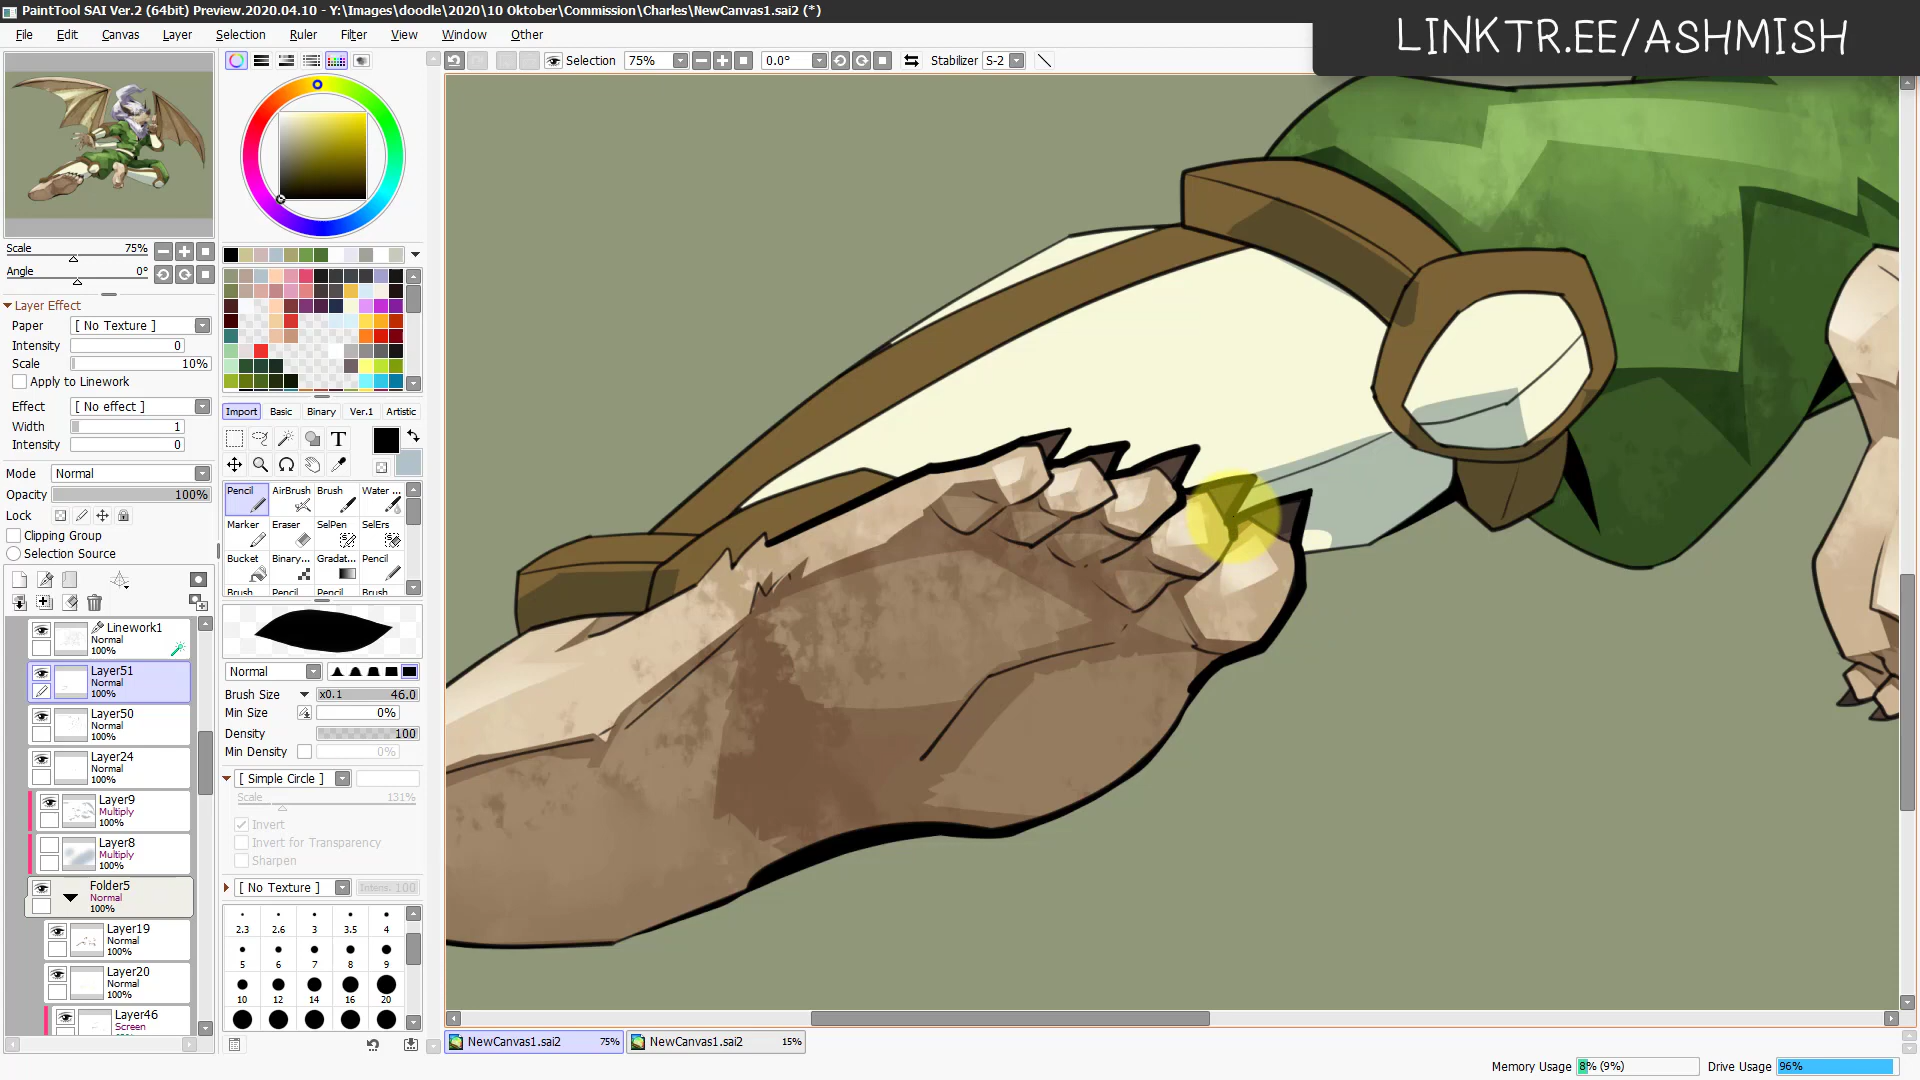 PaintTool SAI Ver.2 (64bit) Preview.2020.04.10 - Y:\Images\doodle\2020\10 Oktober\Commission\Charles\NewCanvas1.sai2 (*)
LINKTR.EE/ASHMISH
File Edit Canvas Layer Selection Ruler Filter View Window Other
Selection 75% 0.0° Stabilizer S-2
Scale 75%
Angle 0°
Layer Effect
Paper [ No Texture ]
Intensity 0
Scale 10%
Apply to Linework
Effect [ No effect ]
Width 1
Intensity 0
Mode Normal
Opacity 100%
Lock
Clipping Group
Selection Source
Linework1
Normal
100%
Layer51
Normal
100%
Layer50
Normal
100%
Layer24
Normal
100%
Layer9
Multiply
100%
Layer8
Multiply
100%
Folder5
Normal
100%
Layer19
Normal
100%
Layer20
Normal
100%
Layer46
Screen
Import Basic Binary Ver.1 Artistic
T
Pencil AirBrush Brush Water ...
Marker Eraser SelPen SelErs
Bucket Binary... Gradat... Pencil
Brush Pencil Pencil Brush
Normal
Brush Size x0.1 46.0
Min Size 0%
Density 100
Min Density 0%
[ Simple Circle ]
Scale 131%
Invert
Invert for Transparency
Sharpen
[ No Texture ] Intens. 100
2.3 2.6 3 3.5 4
5 6 7 8 9
10 12 14 16 20
NewCanvas1.sai2 75% NewCanvas1.sai2 15%
Memory Usage 8% (9%) Drive Usage 96%